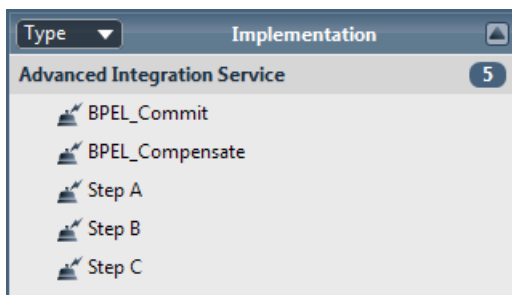 Type Implementation
Advanced Integration Service 5
BPEL_Commit
BPEL_Compensate
Step A
Step B
Step C